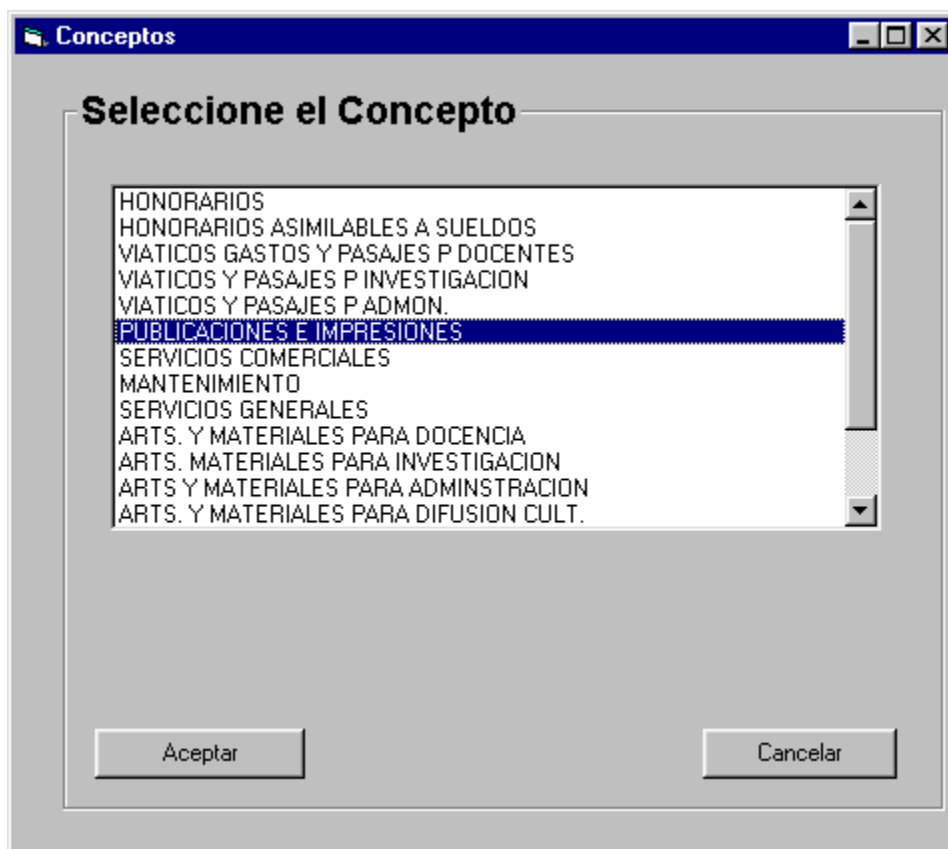 Conceptos
Seleccione el Concepto
HONORARIOS
HONORARIOS ASIMILABLES A SUELDOS
VIATICOS GASTOS Y PASAJES P DOCENTES
VIATICOS Y PASAJES P INVESTIGACION
VIATICOS Y PASAJES P ADMON.
PUBLICACIONES E IMPRESIONES
SERVICIOS COMERCIALES
MANTENIMIENTO
SERVICIOS GENERALES
ARTS. Y MATERIALES PARA DOCENCIA
ARTS. MATERIALES PARA INVESTIGACION
ARTS Y MATERIALES PARA ADMINSTRACION
ARTS. Y MATERIALES PARA DIFUSION CULT.
Aceptar Cancelar